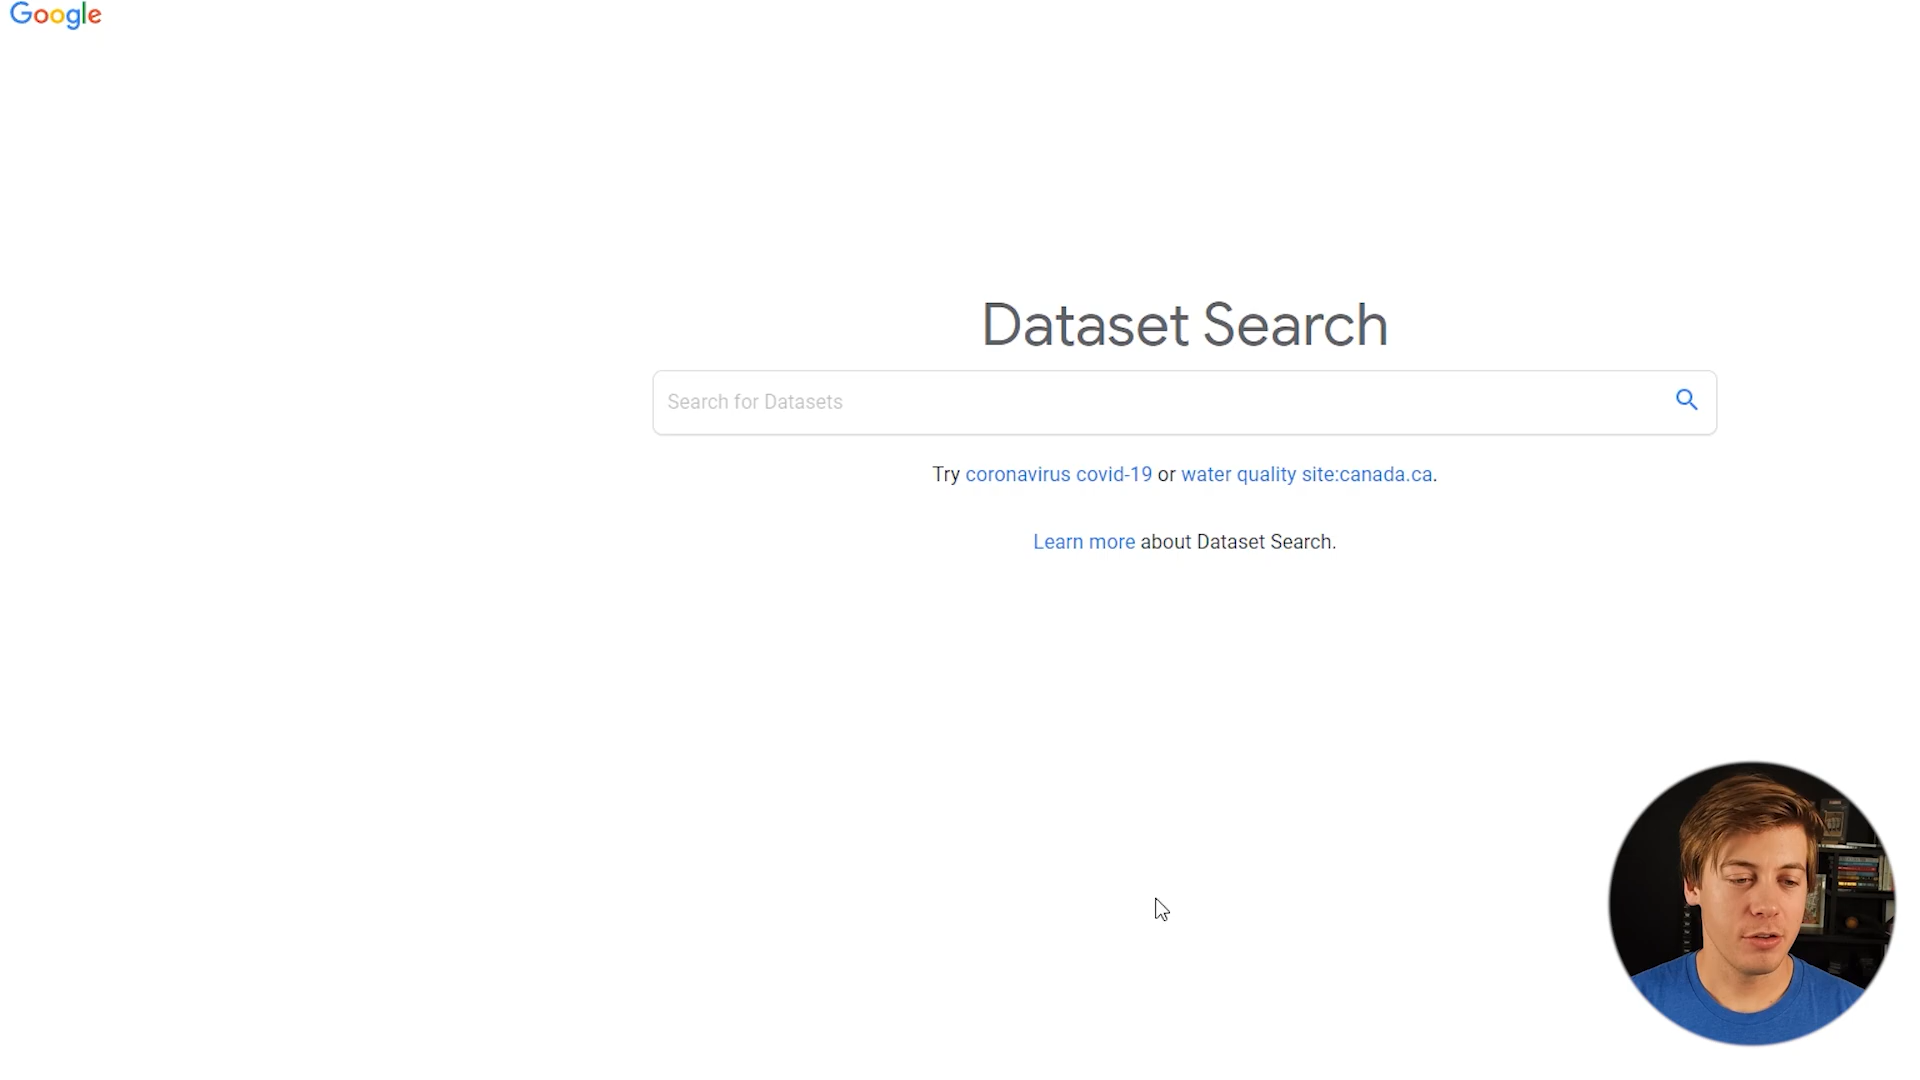 Google
Dataset Search
Search for Datasets
Try coronavirus covid-19 or water quality site:canada.ca.
Learn more about Dataset Search.